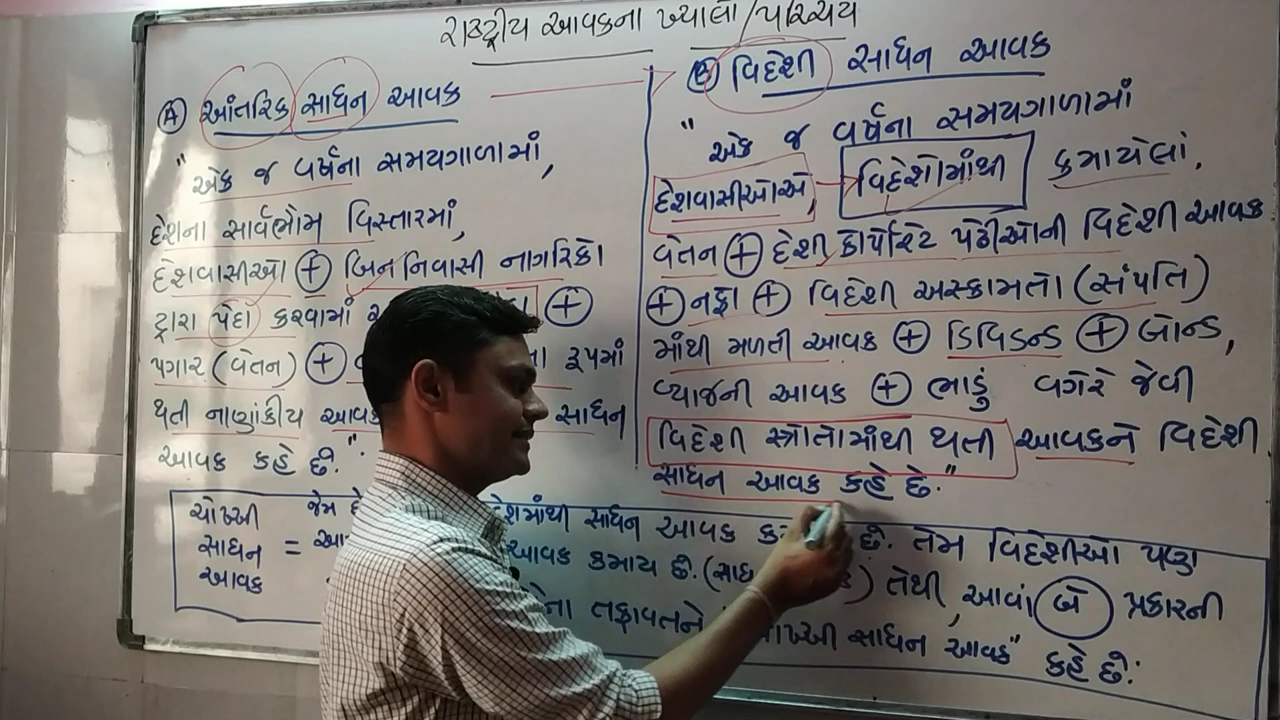 રાષ્ટ્રીય આવકના ખ્યાલો/પરિચય
(A) આંતરિક સાધન આવક
" એક જ વર્ષના સમયગાળામાં,
દેશના સાર્વભૌમ વિસ્તારમાં,
દેશવાસીઓ + બિનનિવાસી નાગરિકો
દ્વારા પેદા કરવામાં +
પગાર (વેતન) + રૂપમાં
થતી નાણાંકીય આવક સાધન
આવક કહે છે."
(B) વિદેશી સાધન આવક
" એક જ વર્ષના સમયગાળામાં
દેશવાસીઓએ, વિદેશોમાંથી કમાયેલાં,
વેતન + દેશી કોર્પોરેટ પેઢીઓની વિદેશી આવક
+ નફો + વિદેશી અસ્કામતો (સંપતિ)
માંથી મળતી આવક + ડિવિડન્ડ + બોન્ડ,
વ્યાજની આવક + ભાડું વગેરે જેવી
વિદેશી સ્ત્રોતોમાંથી થતી આવકને વિદેશી
સાધન આવક કહે છે."
ચોખ્ખી
સાધન =
આવક
જેમ દેશમાંથી સાધન આવક છે. તેમ વિદેશીઓ પણ
આવક કમાય છે. તેથી, આવાં બે પ્રકારની
તફાવતને સાધન આવક" કહે છે.